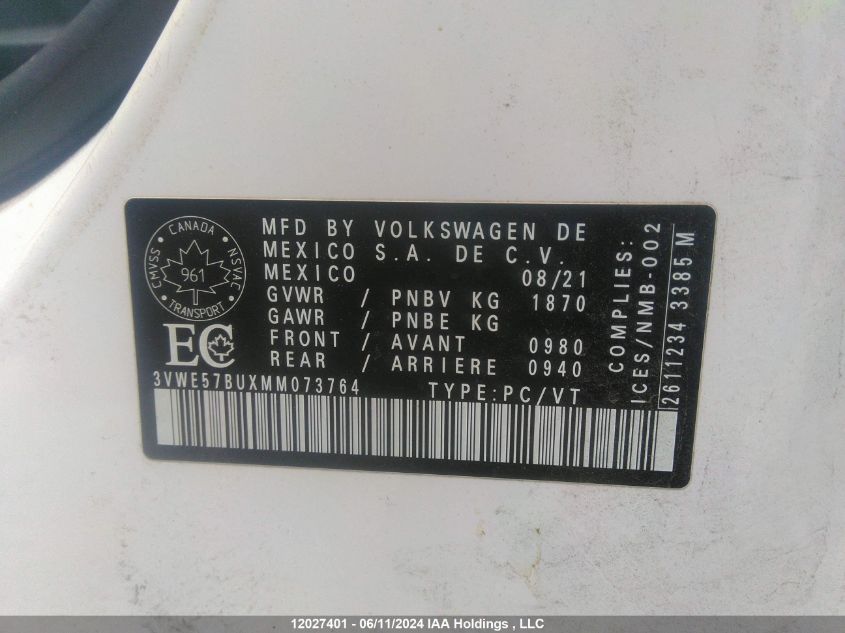 CANADA
CMVSS
NSVAC
961
TRANSPORT
EC
MFD BY VOLKSWAGEN DE
MEXICO S.A. DE C.V.
MEXICO 08/21
GVWR / PNBV KG 1870
GAWR / PNBE KG
FRONT / AVANT 0980
REAR / ARRIERE 0940
3VWE57BUXMM073764 TYPE:PC/VT
COMPLIES:
ICES/NMB-002
2611234 3385 M
12027401 - 06/11/2024 IAA Holdings , LLC